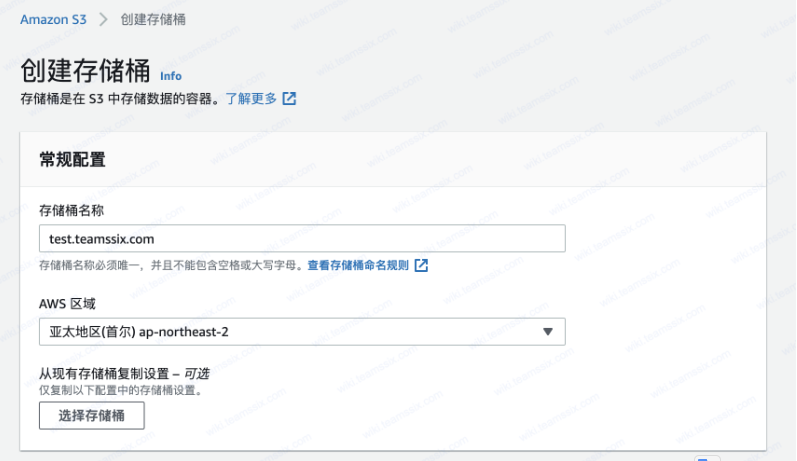 Amazon S3 > 创建存储桶
创建存储桶 Info
存储桶是在 S3 中存储数据的容器。了解更多
常规配置
存储桶名称
test.teamssix.com
存储桶名称必须唯一，并且不能包含空格或大写字母。查看存储桶命名规则
AWS 区域
亚太地区(首尔) ap-northeast-2
从现有存储桶复制设置 – 可选
仅复制以下配置中的存储桶设置。
选择存储桶
wiki.teamssix.com